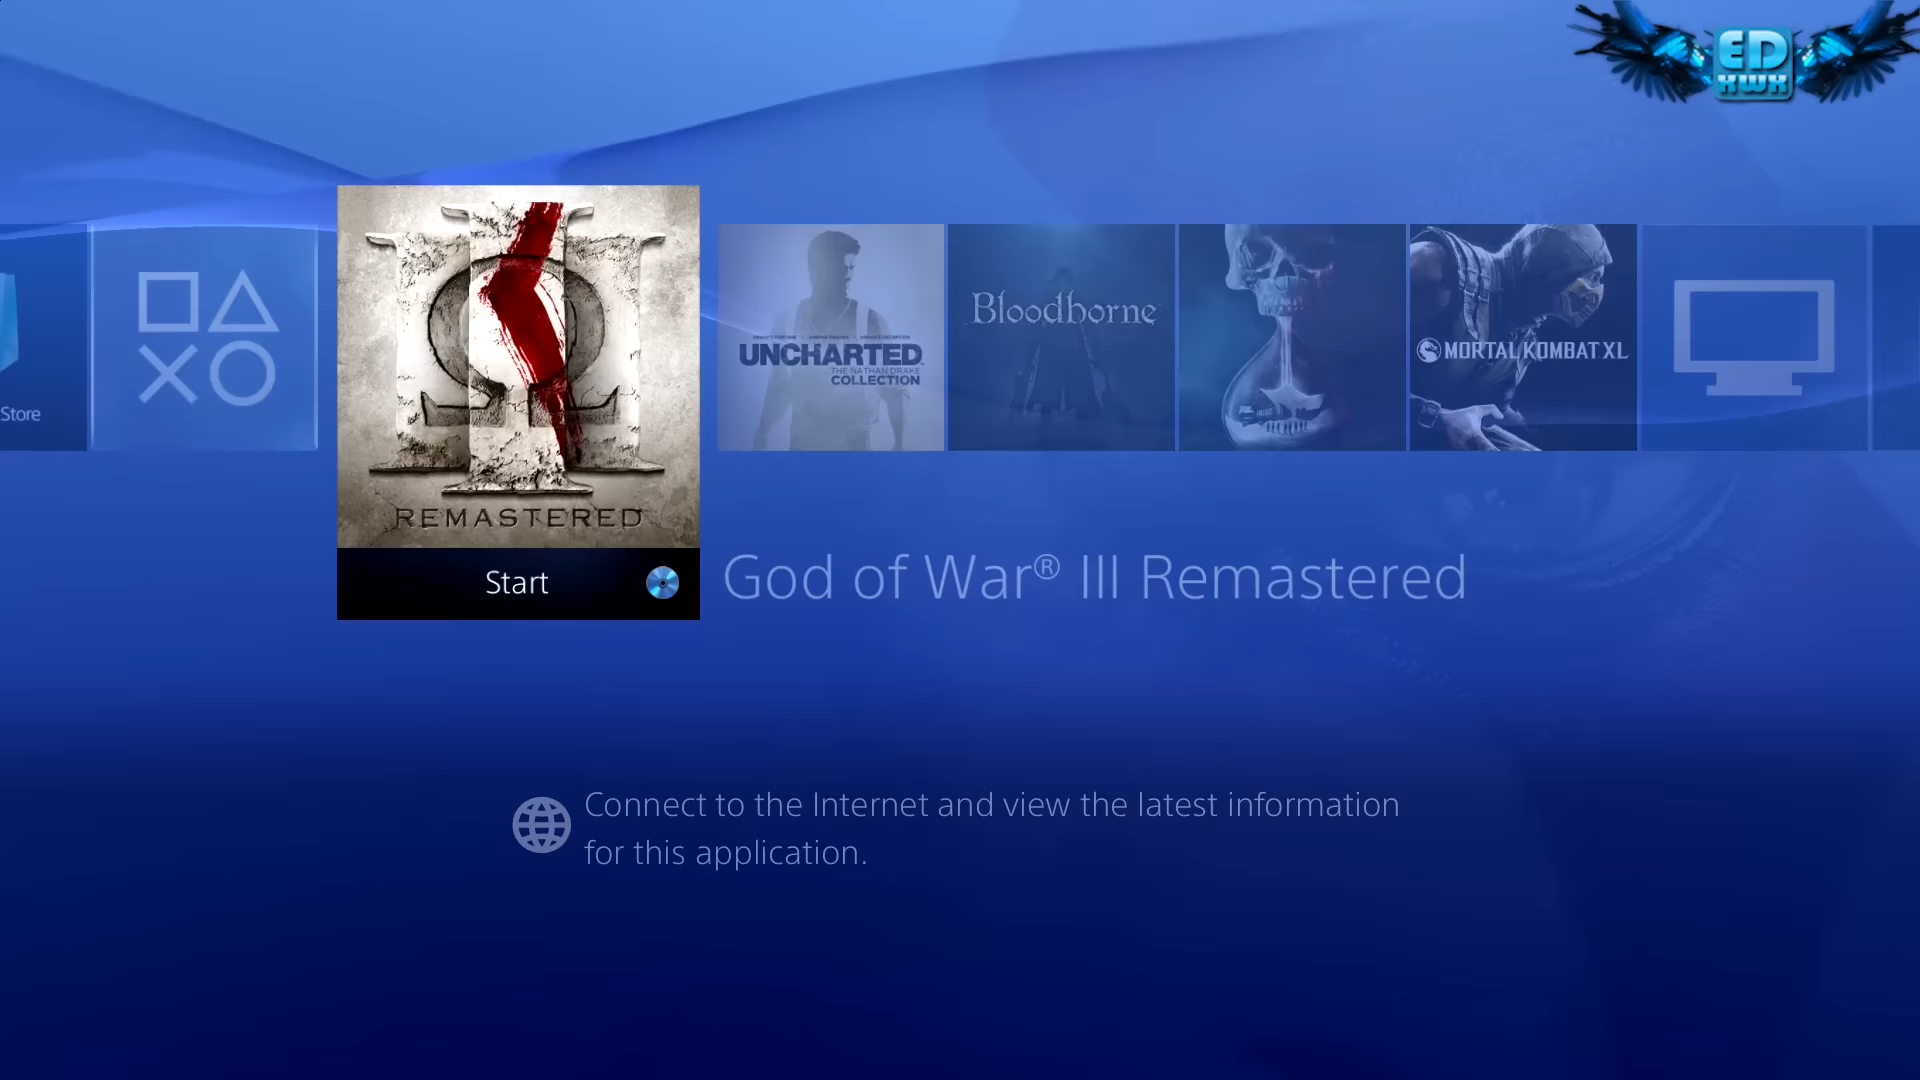 ED
XWX
Store
REMASTERED
UNCHARTED
THE NATHAN DRAKE
COLLECTION
Bloodborne
MORTAL KOMBAT XL
Start
God of War® III Remastered
Connect to the Internet and view the latest information
for this application.